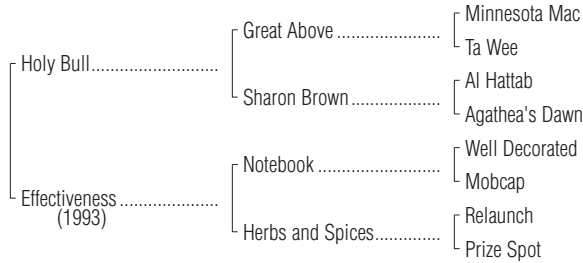 Minnesota Mac
Great Above
Ta Wee
Holy Bull
Al Hattab
Sharon Brown
Agathea's Dawn
Well Decorated
Notebook
Mobcap
Effectiveness
(1993)
Relaunch
Herbs and Spices
Prize Spot